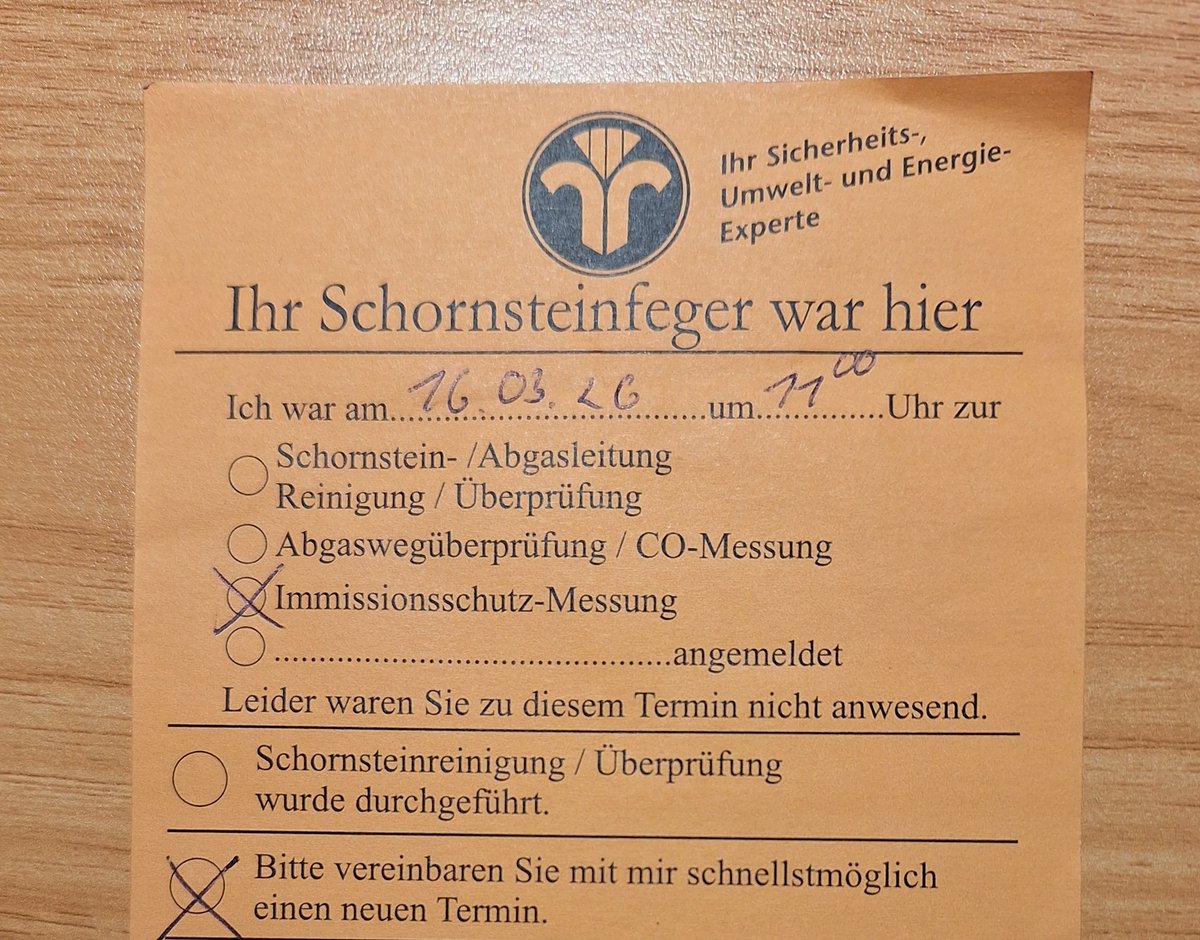 Ihr Sicherheits-,
Umwelt- und Energie-
Experte
Ihr Schornsteinfeger war hier
Ich war am...16.03.26...um...11⁰⁰...Uhr zur
Schornstein- /Abgasleitung
Reinigung / Überprüfung
Abgaswegüberprüfung / CO-Messung
Immissionsschutz-Messung
...........................................angemeldet
Leider waren Sie zu diesem Termin nicht anwesend.
Schornsteinreinigung / Überprüfung
wurde durchgeführt.
Bitte vereinbaren Sie mit mir schnellstmöglich
einen neuen Termin.